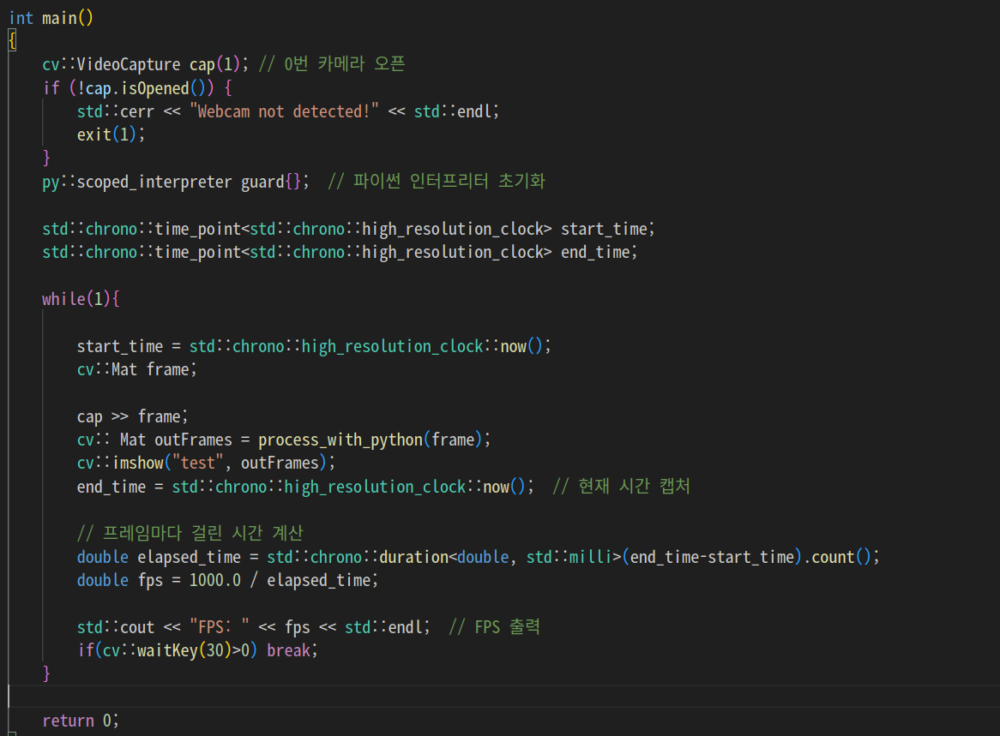 int main()
{
    cv::VideoCapture cap(1); // 0번 카메라 오픈
    if (!cap.isOpened()) {
        std::cerr << "Webcam not detected!" << std::endl;
        exit(1);
    }
    py::scoped_interpreter guard{};  // 파이썬 인터프리터 초기화
    std::chrono::time_point<std::chrono::high_resolution_clock> start_time;
    std::chrono::time_point<std::chrono::high_resolution_clock> end_time;
    while(1){
        start_time = std::chrono::high_resolution_clock::now();
        cv::Mat frame;
        cap >> frame;
        cv:: Mat outFrames = process_with_python(frame);
        cv::imshow("test", outFrames);
        end_time = std::chrono::high_resolution_clock::now();  // 현재 시간 캡처
        // 프레임마다 걸린 시간 계산
        double elapsed_time = std::chrono::duration<double, std::milli>(end_time-start_time).count();
        double fps = 1000.0 / elapsed_time;
        std::cout << "FPS: " << fps << std::endl;  // FPS 출력
        if(cv::waitKey(30)>0) break;
    }
    return 0;